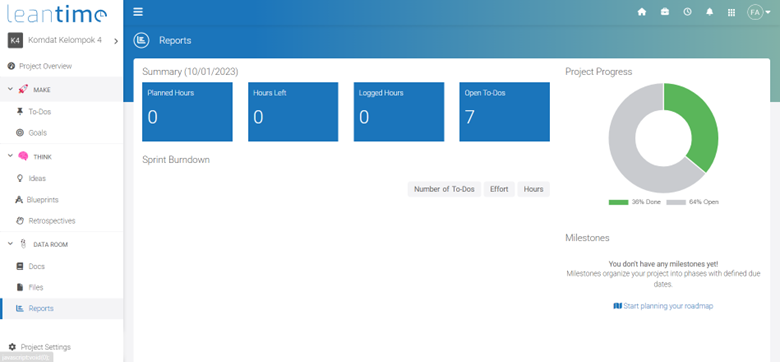 leantime
K4 Komdat Kelompok 4
Project Overview
MAKE
To-Dos
Goals
THINK
Ideas
Blueprints
Retrospectives
DATA ROOM
Docs
Files
Reports
Project Settings
FA
Reports
Summary (10/01/2023)
Planned Hours
0
Hours Left
0
Logged Hours
0
Open To-Dos
7
Sprint Burndown
Number of To-Dos Effort Hours
Project Progress
36% Done 64% Open
Milestones
You don't have any milestones yet!
Milestones organize your project into phases with defined due
dates.
Start planning your roadmap